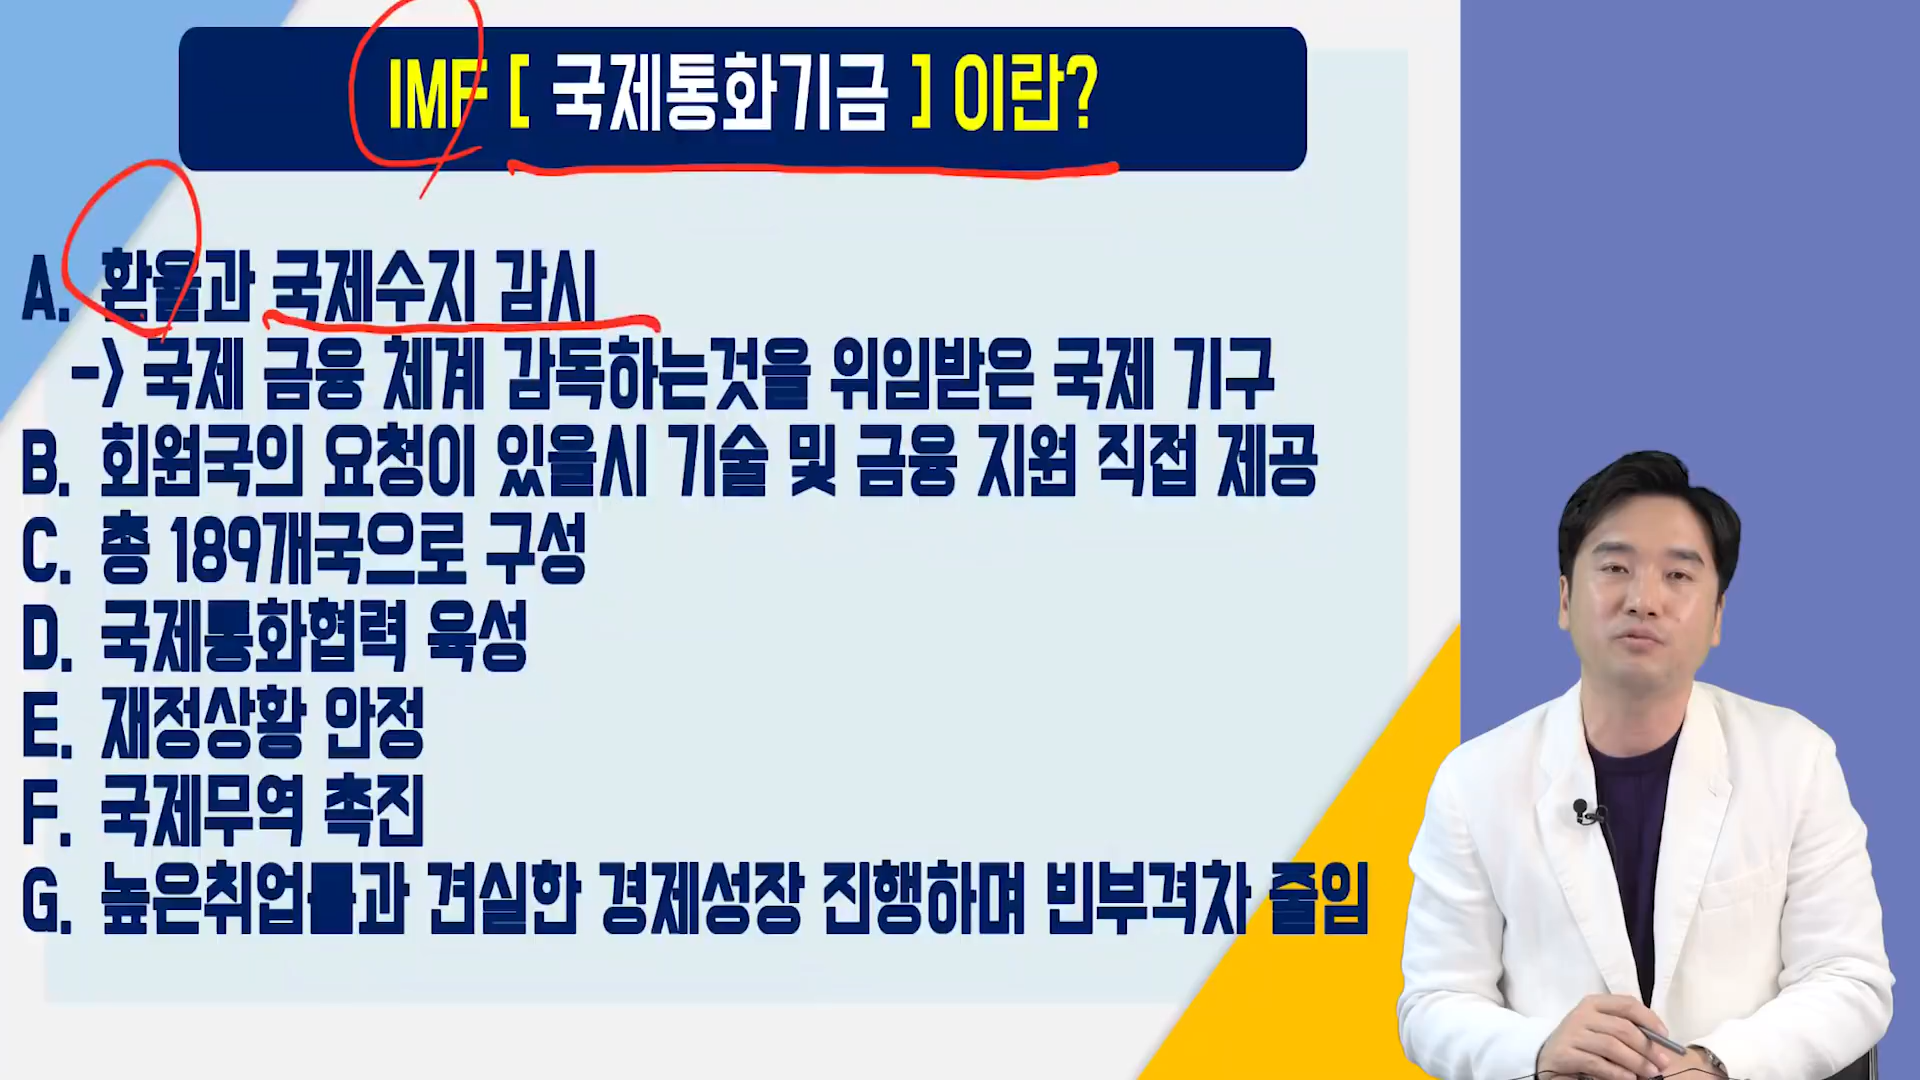 IMF [ 국제통화기금 ] 이란?
A. 환율과 국제수지 감시
-> 국제 금융 체계 감독하는것을 위임받은 국제 기구
B. 회원국의 요청이 있을시 기술 및 금융 지원 직접 제공
C. 총 189개국으로 구성
D. 국제통화협력 육성
E. 재정상황 안정
F. 국제무역 촉진
G. 높은취업률과 견실한 경제성장 진행하며 빈부격차 줄임